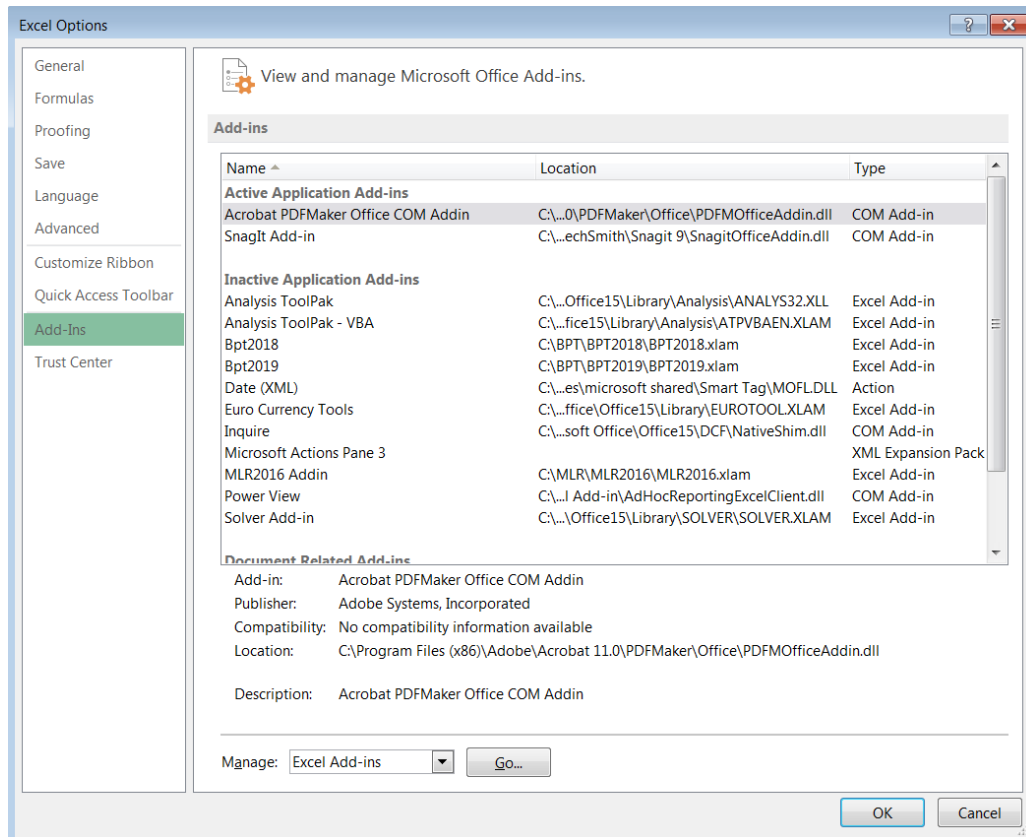 Excel Options
General
Formulas
Proofing
Save
Language
Advanced
Customize Ribbon
Quick Access Toolbar
Add-Ins
Trust Center
View and manage Microsoft Office Add-ins.
Add-ins
Name Location Type
Active Application Add-ins
Acrobat PDFMaker Office COM Addin C:\...0\PDFMaker\Office\PDFMOfficeAddin.dll COM Add-in
SnagIt Add-in C:\...echSmith\Snagit 9\SnagitOfficeAddin.dll COM Add-in
Inactive Application Add-ins
Analysis ToolPak C:\...Office15\Library\Analysis\ANALYS32.XLL Excel Add-in
Analysis ToolPak - VBA C:\...fice15\Library\Analysis\ATPVBAEN.XLAM Excel Add-in
Bpt2018 C:\BPT\BPT2018\BPT2018.xlam Excel Add-in
Bpt2019 C:\BPT\BPT2019\BPT2019.xlam Excel Add-in
Date (XML) C:\...es\microsoft shared\Smart Tag\MOFL.DLL Action
Euro Currency Tools C:\...ffice\Office15\Library\EUROTOOL.XLAM Excel Add-in
Inquire C:\...soft Office\Office15\DCF\NativeShim.dll COM Add-in
Microsoft Actions Pane 3 XML Expansion Pack
MLR2016 Addin C:\MLR\MLR2016\MLR2016.xlam Excel Add-in
Power View C:\...l Add-in\AdHocReportingExcelClient.dll COM Add-in
Solver Add-in C:\...\Office15\Library\SOLVER\SOLVER.XLAM Excel Add-in
Document Related Add-ins
Add-in: Acrobat PDFMaker Office COM Addin
Publisher: Adobe Systems, Incorporated
Compatibility: No compatibility information available
Location: C:\Program Files (x86)\Adobe\Acrobat 11.0\PDFMaker\Office\PDFMOfficeAddin.dll
Description: Acrobat PDFMaker Office COM Addin
Manage: Excel Add-ins Go...
OK Cancel